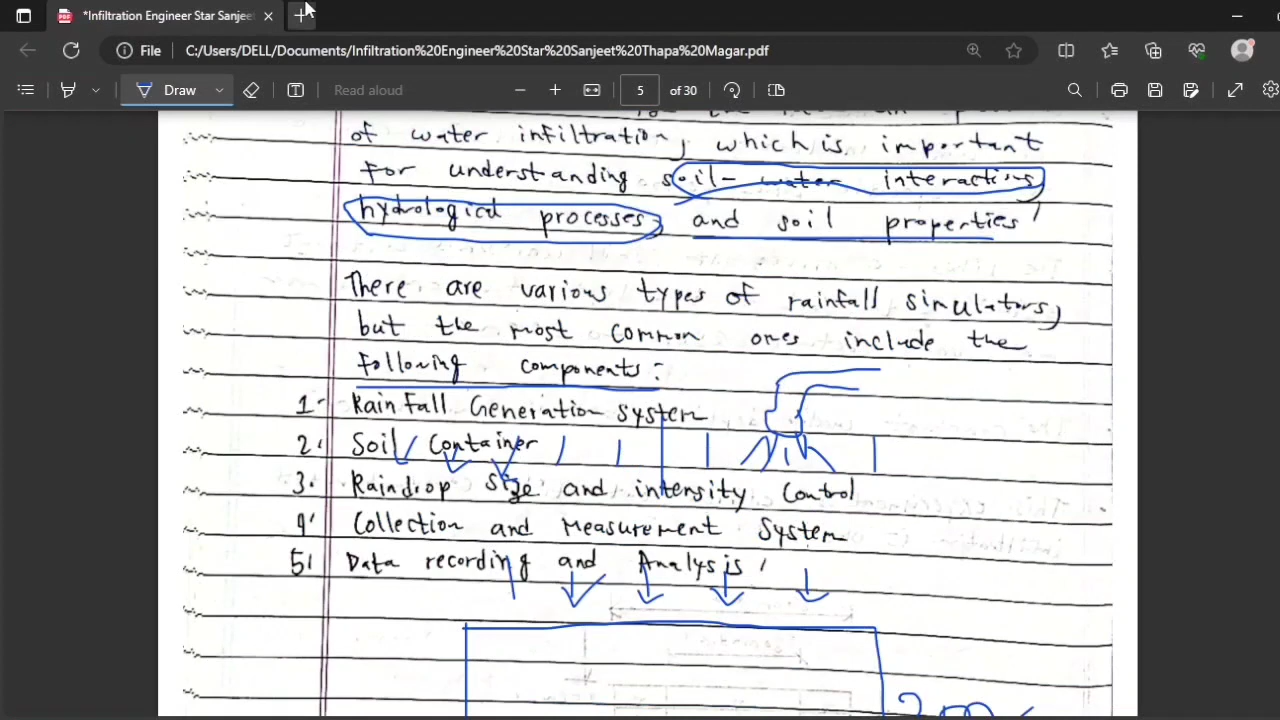 *Infiltration Engineer Star Sanjeet
File C:/Users/DELL/Documents/Infiltration%20Engineer%20Star%20Sanjeet%20Thapa%20Magar.pdf
Draw Read aloud 5 of 30
of water infiltration, which is important
for understanding soil-water interactions,
hydrological processes, and soil properties.
There are various types of rainfall simulators,
but the most common ones include the
following components:
1. Rainfall Generation system
2. Soil Container
3. Raindrop size and intensity control
4. Collection and Measurement System
5. Data recording and Analysis.